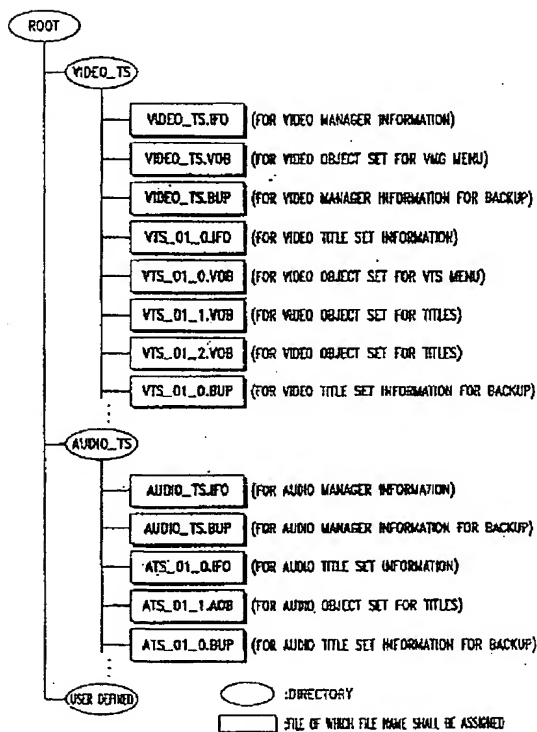 ROOT
VIDEO_TS
VIDEO_TS.IFO (FOR VIDEO MANAGER INFORMATION)
VIDEO_TS.VOB (FOR VIDEO OBJECT SET FOR VMG MENU)
VIDEO_TS.BUP (FOR VIDEO MANAGER INFORMATION FOR BACKUP)
VTS_01_0.IFO (FOR VIDEO TITLE SET INFORMATION)
VTS_01_0.VOB (FOR VIDEO OBJECT SET FOR VTS MENU)
VTS_01_1.VOB (FOR VIDEO OBJECT SET FOR TITLES)
VTS_01_2.VOB (FOR VIDEO OBJECT SET FOR TITLES)
VTS_01_0.BUP (FOR VIDEO TITLE SET INFORMATION FOR BACKUP)
AUDIO_TS
AUDIO_TS.IFO (FOR AUDIO MANAGER INFORMATION)
AUDIO_TS.BUP (FOR AUDIO MANAGER INFORMATION FOR BACKUP)
ATS_01_0.IFO (FOR AUDIO TITLE SET INFORMATION)
ATS_01_1.AOB (FOR AUDIO OBJECT SET FOR TITLES)
ATS_01_0.BUP (FOR AUDIO TITLE SET INFORMATION FOR BACKUP)
USER DEFINED
:DIRECTORY
:FILE OF WHICH FILE NAME SHALL BE ASSIGNED